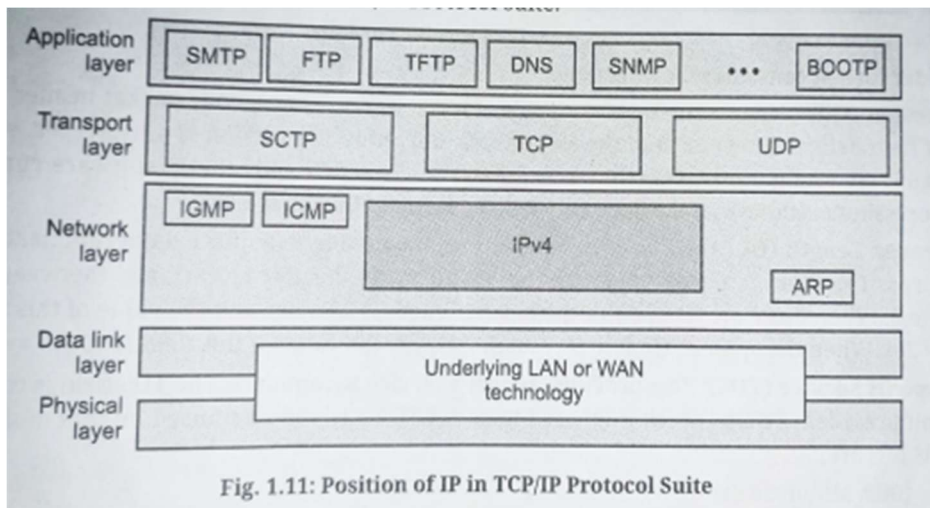 Application layer
SMTP FTP TFTP DNS SNMP ••• BOOTP
Transport layer
SCTP TCP UDP
Network layer
IGMP ICMP IPv4
ARP
Data link layer
Underlying LAN or WAN technology
Physical layer
Fig. 1.11: Position of IP in TCP/IP Protocol Suite